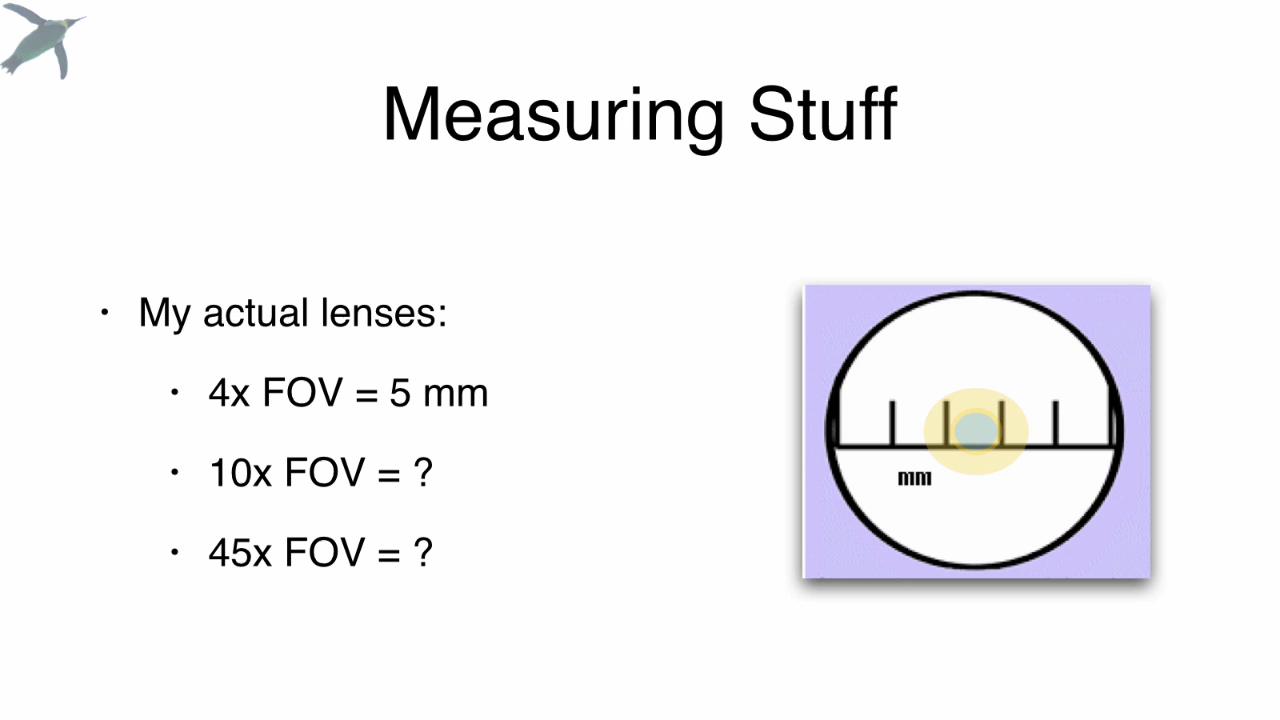 Measuring Stuff
• My actual lenses:
• 4x FOV = 5 mm
• 10x FOV = ?
• 45x FOV = ?
mm